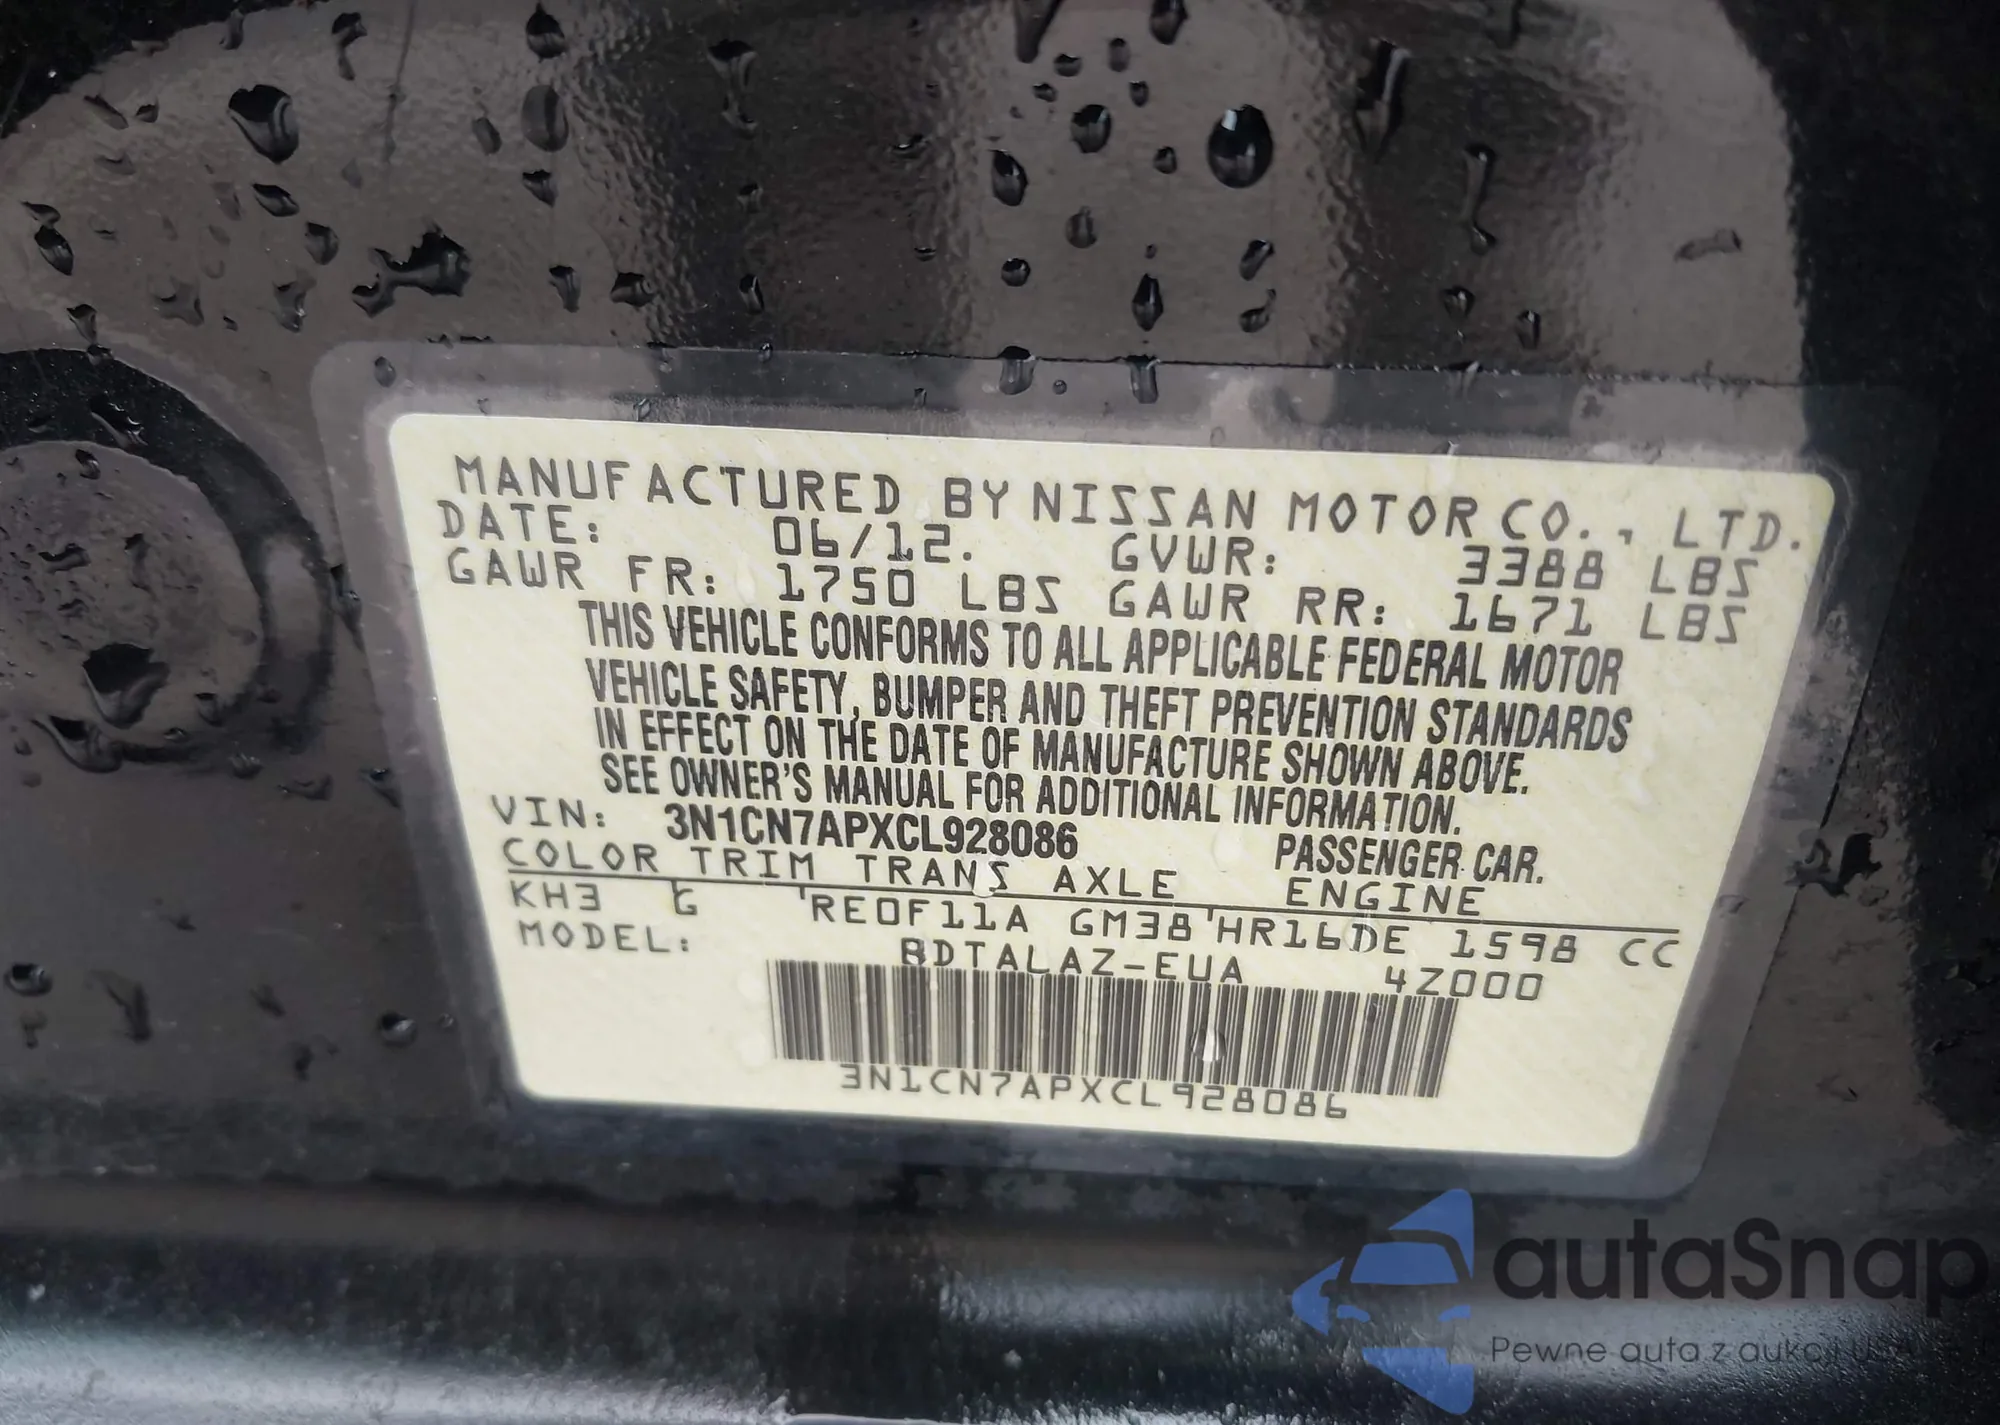 MANUFACTURED BY NISSAN MOTOR CO., LTD.
DATE: 06/12. GVWR: 3388 LBS
GAWR FR: 1750 LBS GAWR RR: 1671 LBS
THIS VEHICLE CONFORMS TO ALL APPLICABLE FEDERAL MOTOR
VEHICLE SAFETY, BUMPER AND THEFT PREVENTION STANDARDS
IN EFFECT ON THE DATE OF MANUFACTURE SHOWN ABOVE.
SEE OWNER'S MANUAL FOR ADDITIONAL INFORMATION.
VIN: 3N1CN7APXCL928086 PASSENGER CAR.
COLOR TRIM TRANS AXLE ENGINE
KH3 G RE0F11A GM38 HR16DE 1598 CC
MODEL: BDTALAZ-EUA 4Z000
3N1CN7APXCL928086
autaSnap
Pewne auta z aukcji